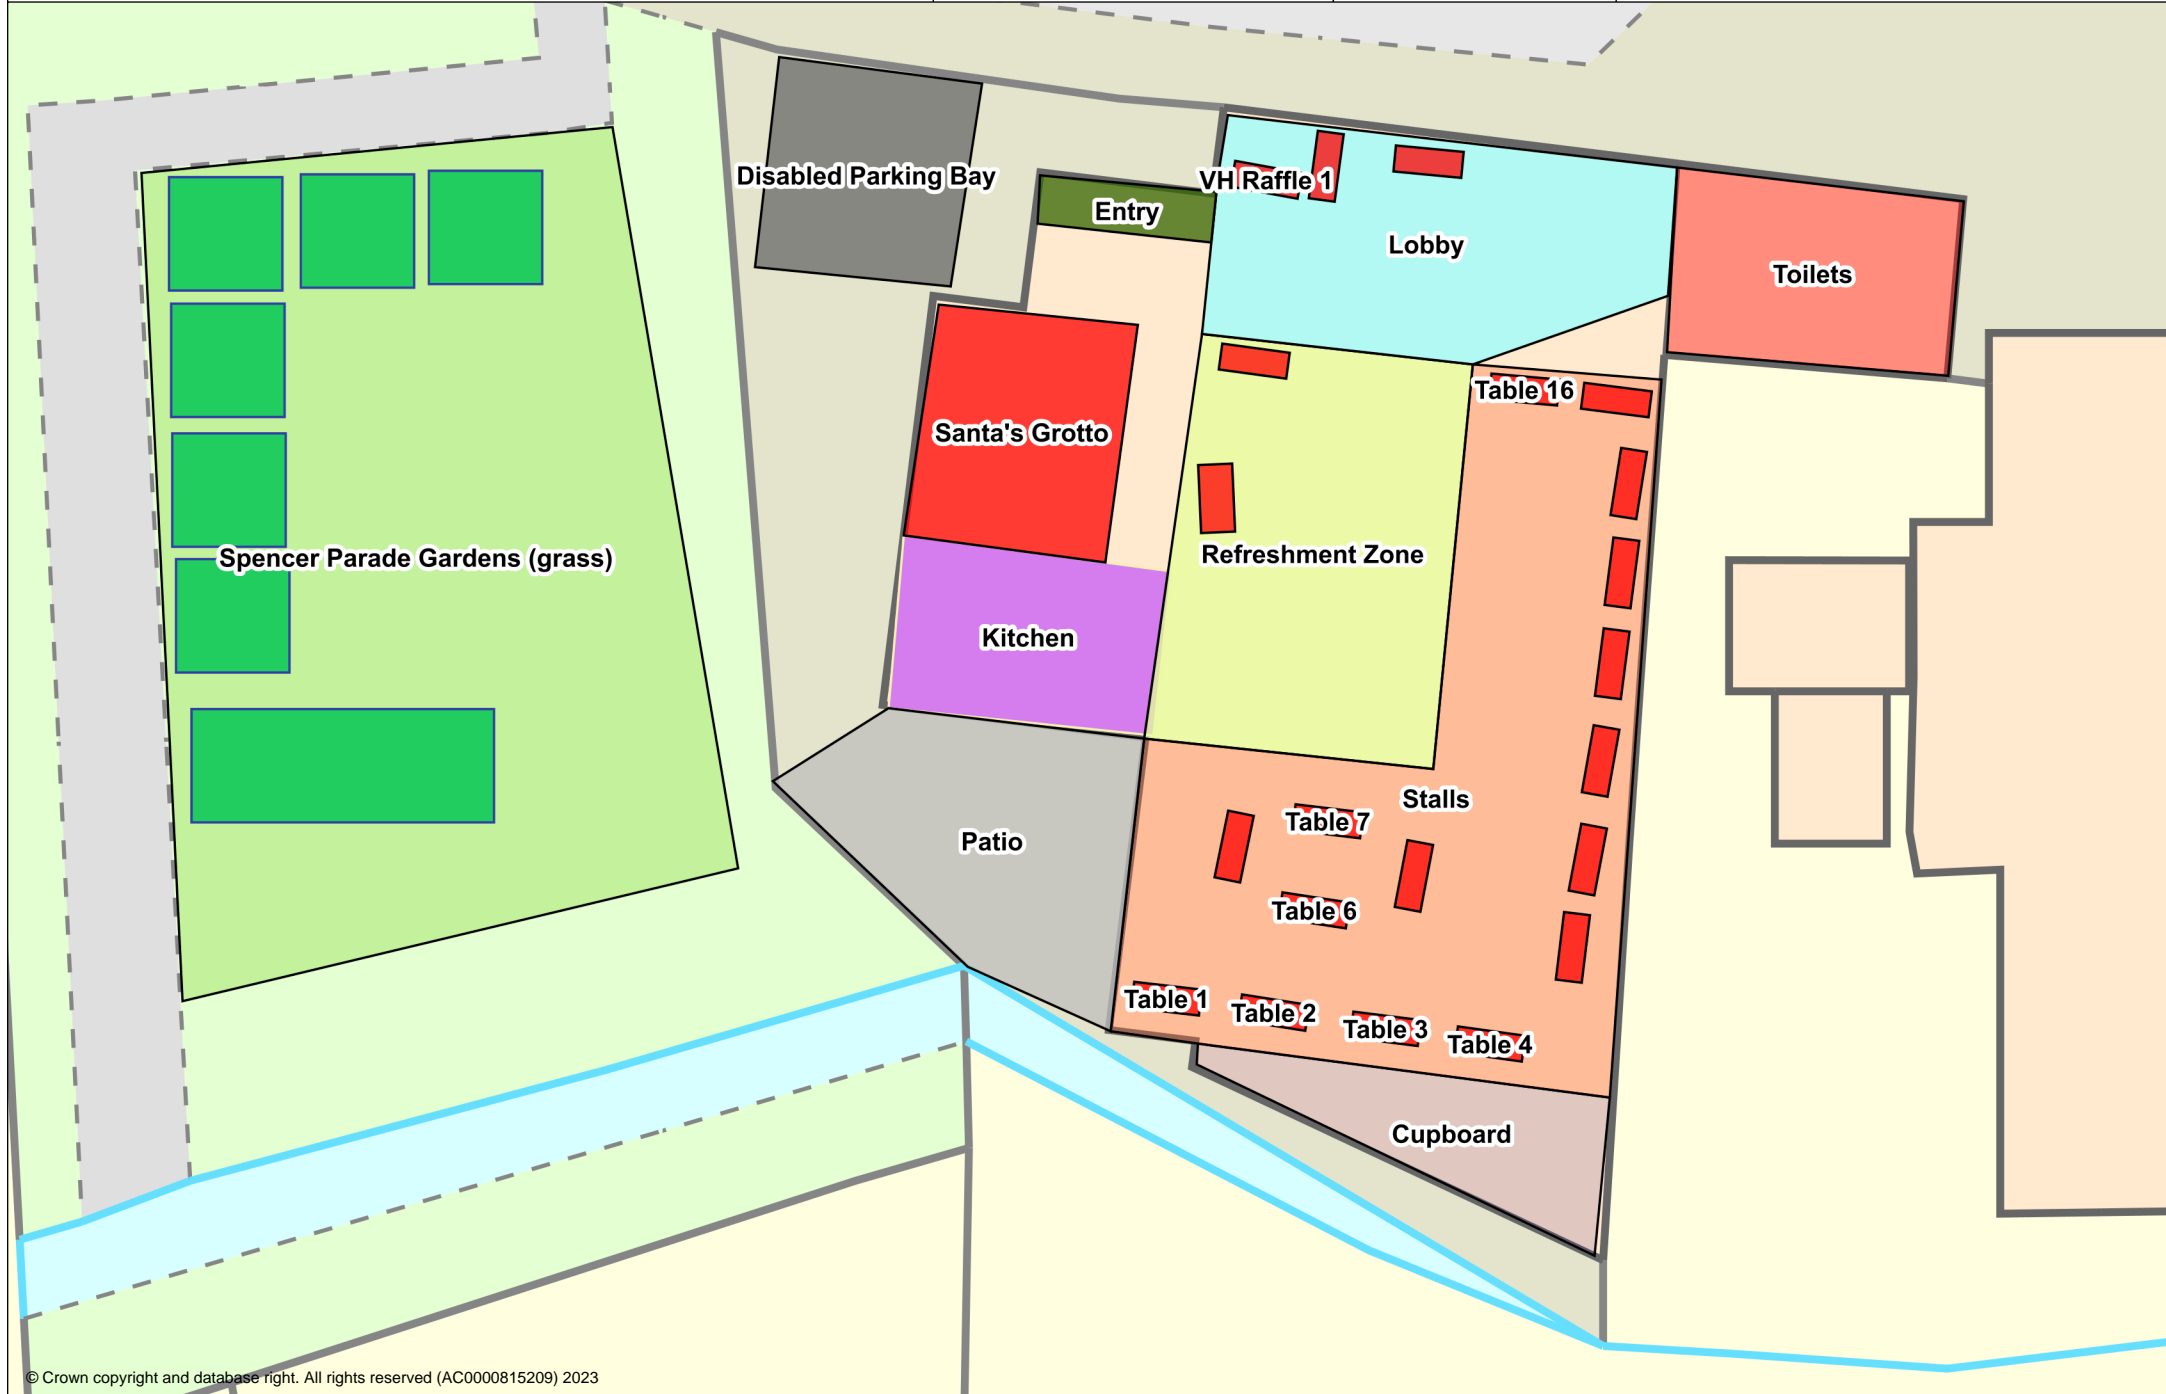 Disabled Parking Bay
VH Raffle 1
Entry
Lobby
Toilets
Table 16
Santa's Grotto
Refreshment Zone
Spencer Parade Gardens (grass)
Kitchen
Stalls
Table 7
Patio
Table 6
Table 1
Table 2
Table 3
Table 4
Cupboard
© Crown copyright and database right. All rights reserved (AC0000815209) 2023